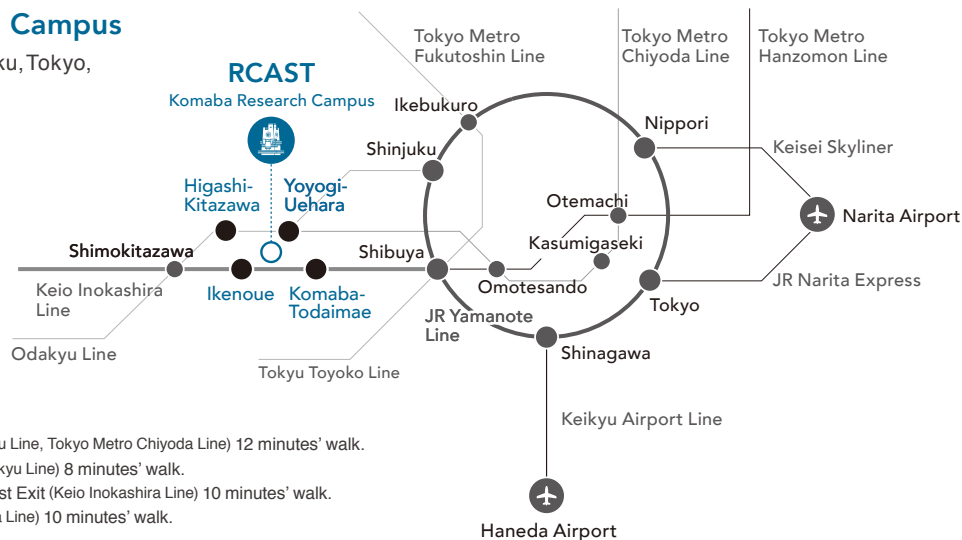 Campus
ku, Tokyo,
RCAST
Komaba Research Campus
Tokyo Metro
Fukutoshin Line
Tokyo Metro
Chiyoda Line
Tokyo Metro
Hanzomon Line
Ikebukuro
Nippori
Shinjuku
Keisei Skyliner
Higashi-
Kitazawa
Yoyogi-
Uehara
Otemachi
Narita Airport
Kasumigaseki
Shimokitazawa
Shibuya
Keio Inokashira
Line
Ikenoue
Komaba-
Todaimae
Omotesando
JR Narita Express
Tokyo
JR Yamanote
Line
Odakyu Line
Shinagawa
Tokyu Toyoko Line
Keikyu Airport Line
u Line, Tokyo Metro Chiyoda Line) 12 minutes' walk.
kyu Line) 8 minutes' walk.
st Exit (Keio Inokashira Line) 10 minutes' walk.
a Line) 10 minutes' walk.
Haneda Airport